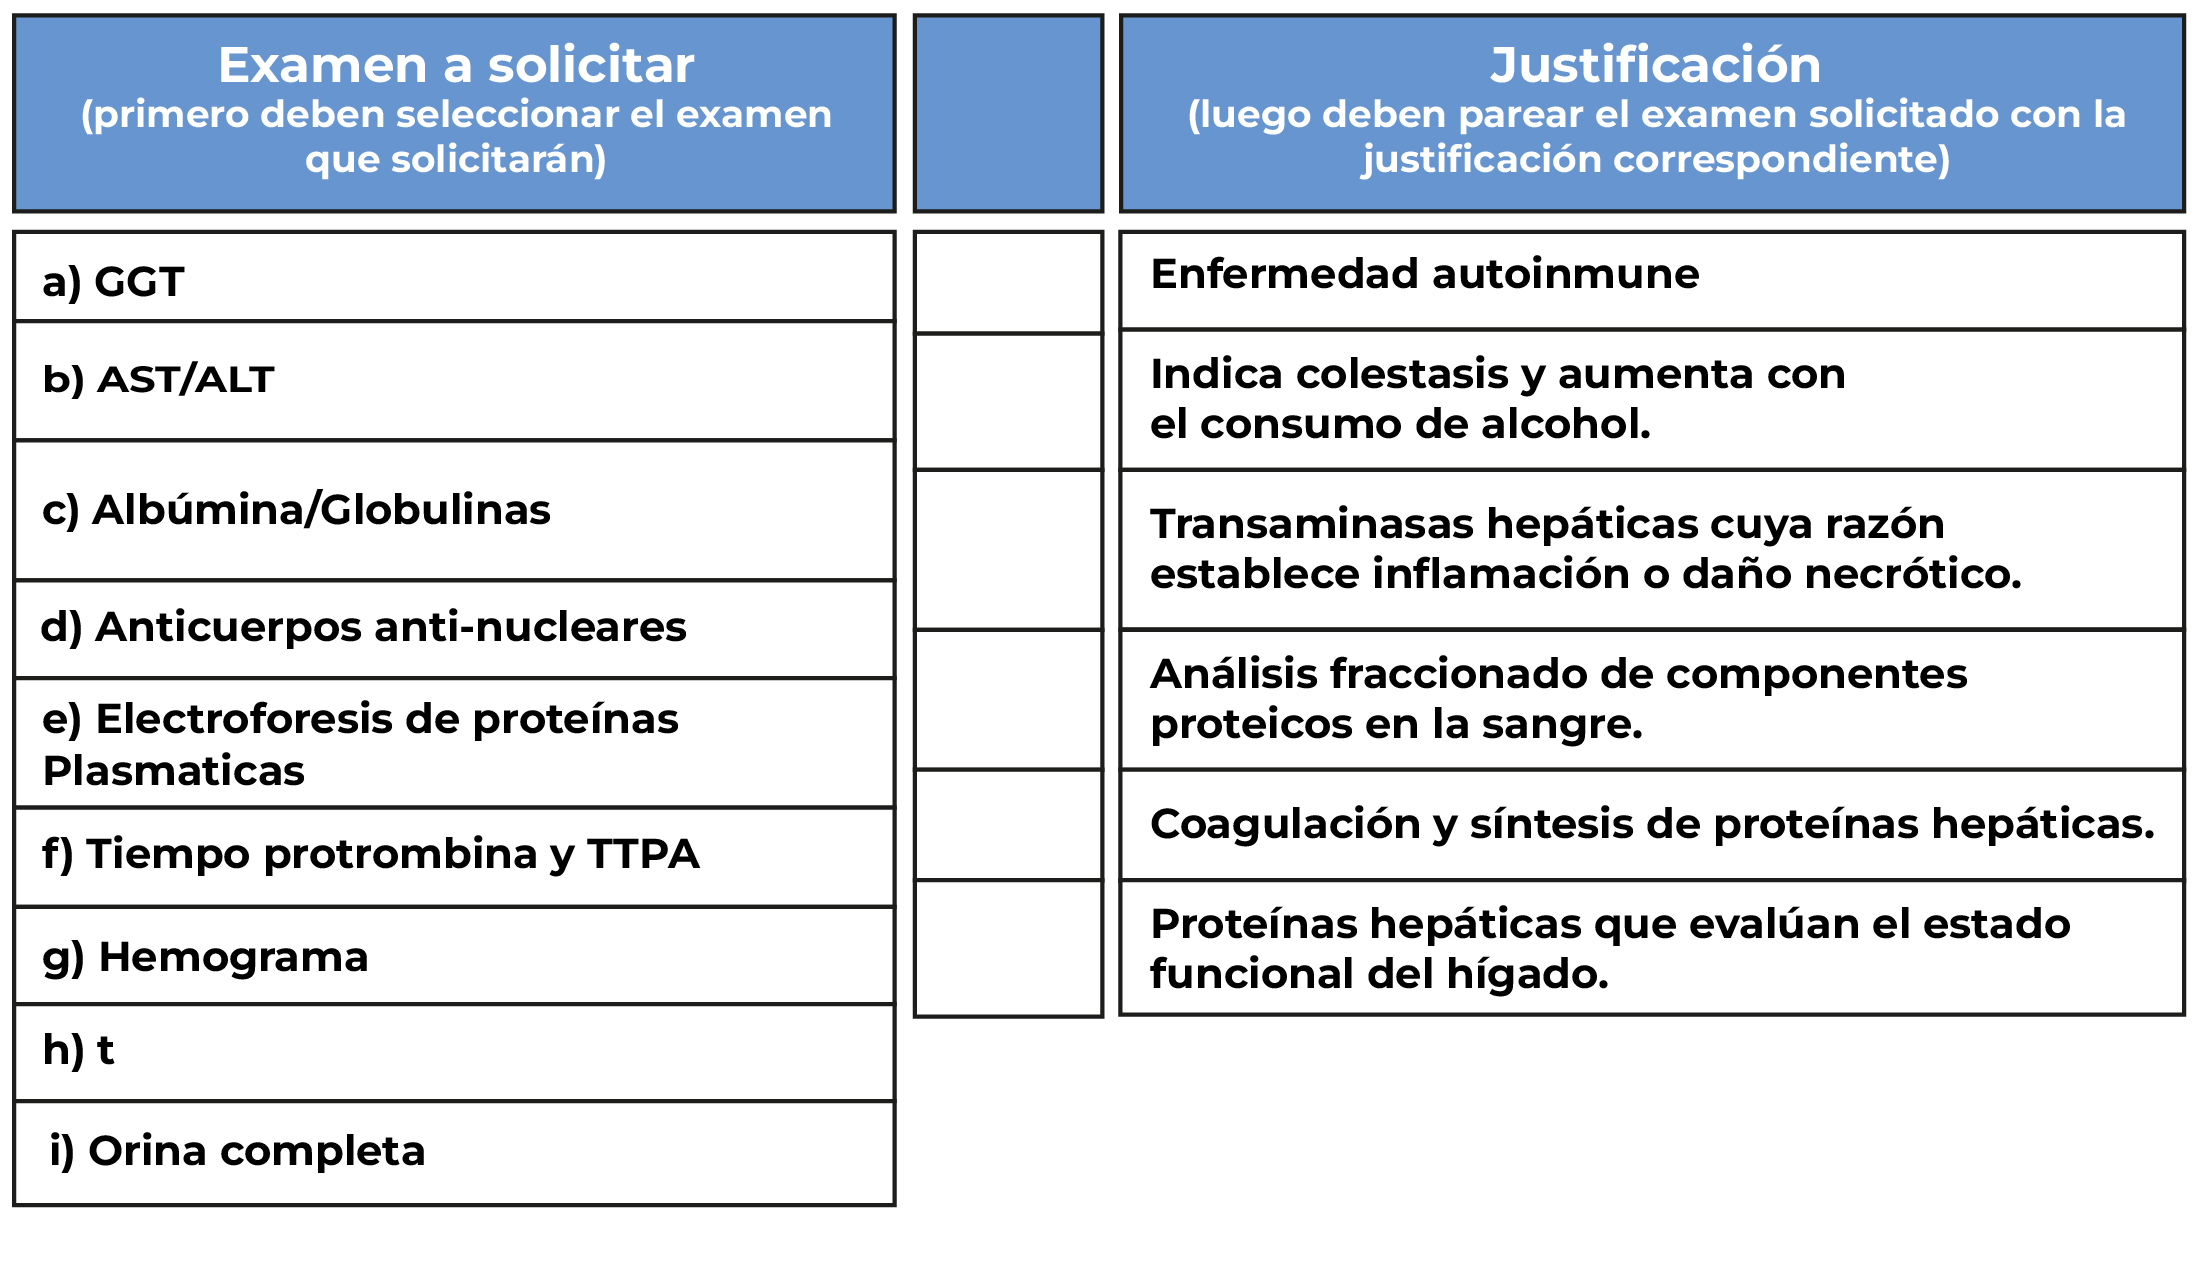 Examen a solicitar
(primero deben seleccionar el examen
que solicitarán)
Justificación
(luego deben parear el examen solicitado con la
justificación correspondiente)
a) GGT
b) AST/ALT
c) Albúmina/Globulinas
d) Anticuerpos anti-nucleares
e) Electroforesis de proteínas
Plasmaticas
f) Tiempo protrombina y TTPA
g) Hemograma
h) t
i) Orina completa
Enfermedad autoinmune
Indica colestasis y aumenta con
el consumo de alcohol.
Transaminasas hepáticas cuya razón
establece inflamación o daño necrótico.
Análisis fraccionado de componentes
proteicos en la sangre.
Coagulación y síntesis de proteínas hepáticas.
Proteínas hepáticas que evalúan el estado
funcional del hígado.